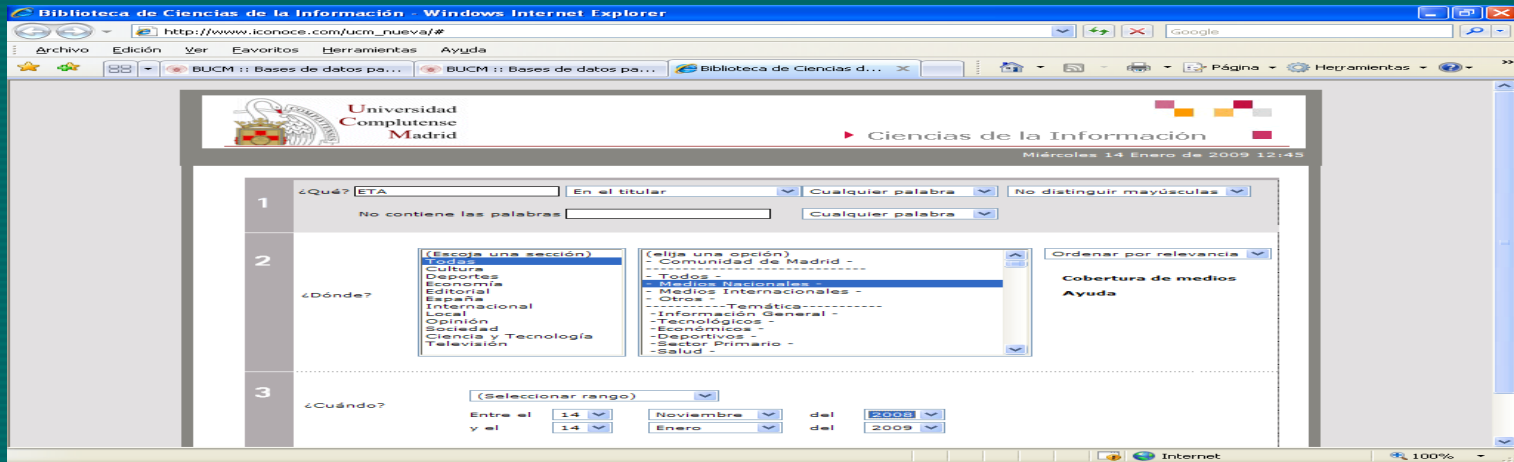 Biblioteca de Ciencias de la Información - Windows Internet Explorer
http://www.iconoce.com/ucm_nueva/# Google
Archivo Edición Ver Favoritos Herramientas Ayuda
BUCM :: Bases de datos pa... BUCM :: Bases de datos pa... Biblioteca de Ciencias d... Página Herramientas
Universidad
Complutense
Madrid
Ciencias de la Información
Miércoles 14 Enero de 2009 12:45
1 ¿Qué? ETA En el titular Cualquier palabra No distinguir mayúsculas
No contiene las palabras Cualquier palabra
2 ¿Dónde?
(Escoja una sección)
Todas
Cultura
Deportes
Economía
Editorial
España
Internacional
Local
Opinión
Sociedad
Ciencia y Tecnología
Televisión
(elija una opción)
- Comunidad de Madrid -
----------------------------
- Todos -
- Medios Nacionales -
- Medios Internacionales -
- Otros -
----------Temática----------
-Información General -
-Tecnológicos -
-Económicos -
-Deportivos -
-Sector Primario -
-Salud -
Ordenar por relevancia
Cobertura de medios
Ayuda
3 ¿Cuándo?
(Seleccionar rango)
Entre el 14 Noviembre del 2008
y el 14 Enero del 2009
Internet 100%